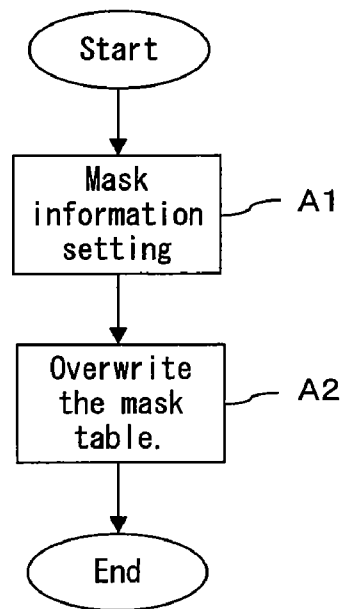 Start
Mask
information
setting
A1
Overwrite
the mask
table.
A2
End